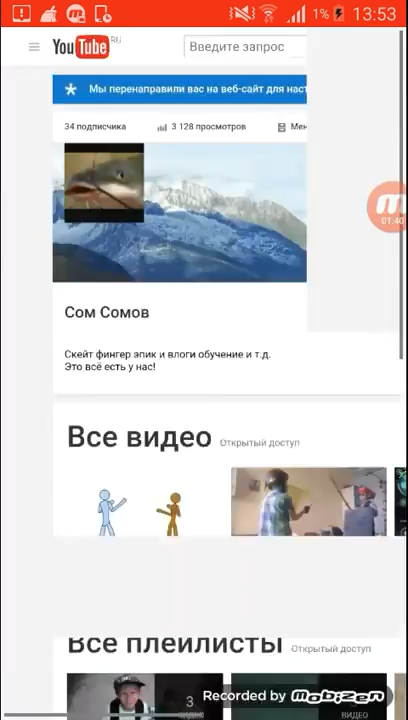 1% 13:53
YouTube RU
Введите запрос
Мы перенаправили вас на веб-сайт для наст
34 подписчика
3 128 просмотров
Мен
01:40
Сом Сомов
Скейт фингер эпик и влоги обучение и т.д.
Это всё есть у нас!
Все видео Открытый доступ
Все плейлисты Открытый доступ
3
ВИДЕО
Recorded by mobizen
ВИДЕО